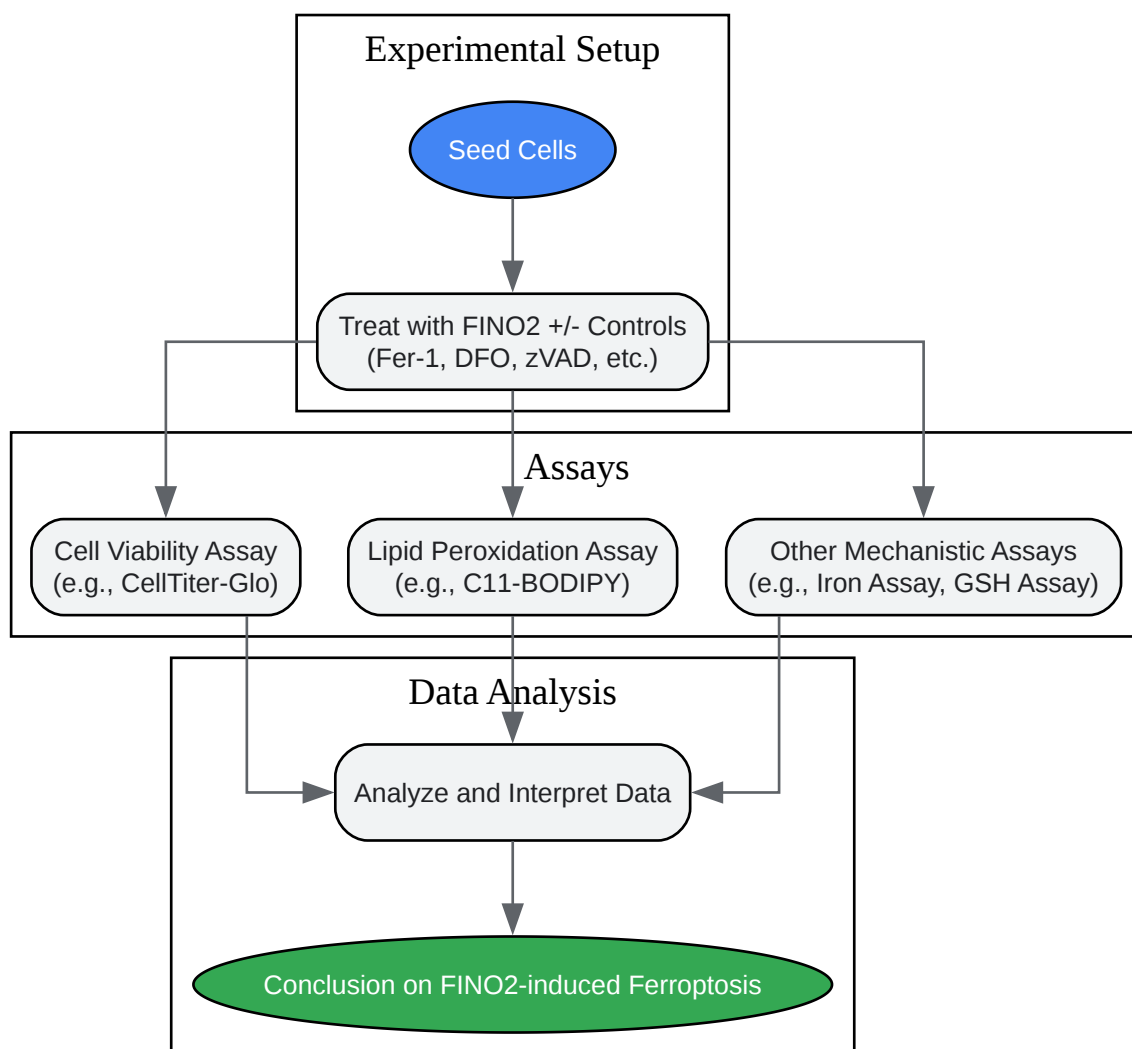 Experimental Setup
Seed Cells
Treat with FINO2 +/- Controls
(Fer-1, DFO, zVAD, etc.)
Assays
Cell Viability Assay
(e.g., CellTiter-Glo)
Lipid Peroxidation Assay
(e.g., C11-BODIPY)
Other Mechanistic Assays
(e.g., Iron Assay, GSH Assay)
Data Analysis
Analyze and Interpret Data
Conclusion on FINO2-induced Ferroptosis